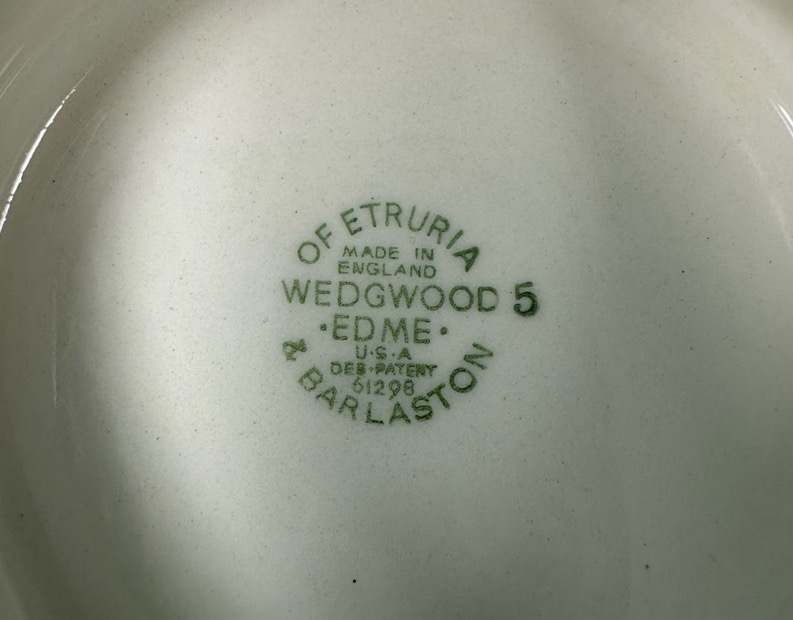 OF ETRURIA
MADE IN
ENGLAND
WEDGWOOD 5
·EDME·
U·S·A
DES·PATENT
61298
& BARLASTON